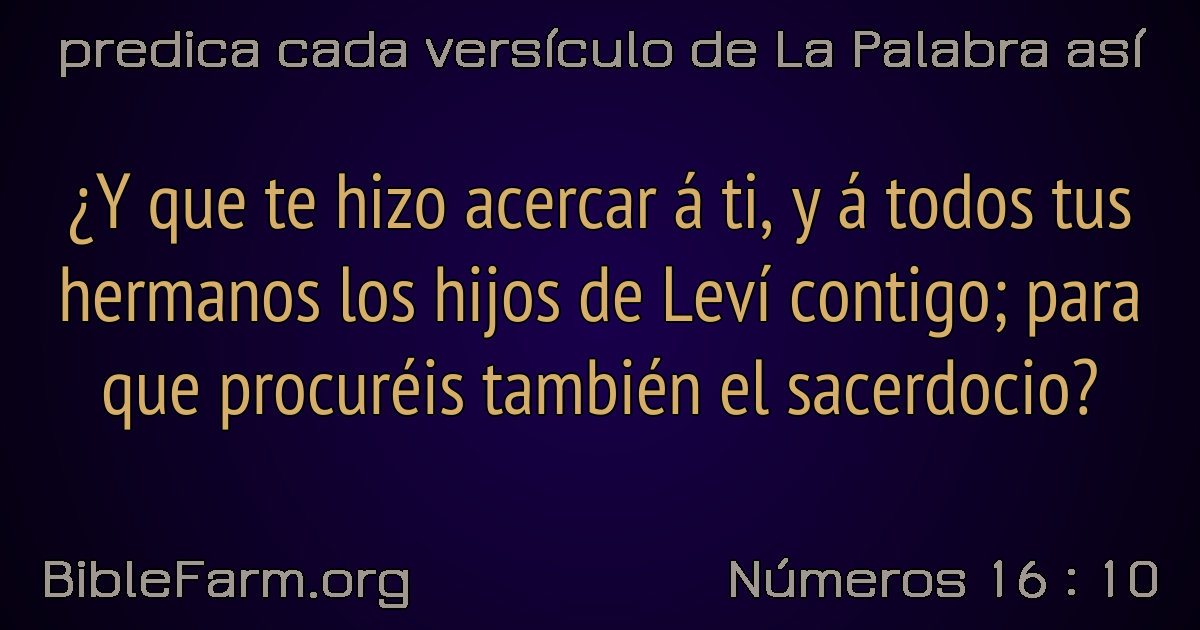 predica cada versículo de La Palabra así
¿Y que te hizo acercar á ti, y á todos tus
hermanos los hijos de Leví contigo; para
que procuréis también el sacerdocio?
BibleFarm.org
Números 16 : 10